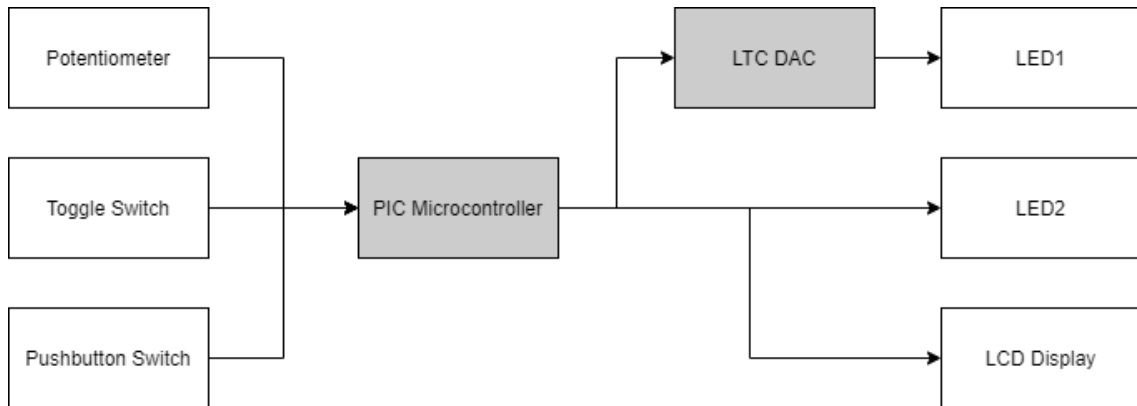 Potentiometer
LTC DAC
LED1
Toggle Switch
PIC Microcontroller
LED2
Pushbutton Switch
LCD Display